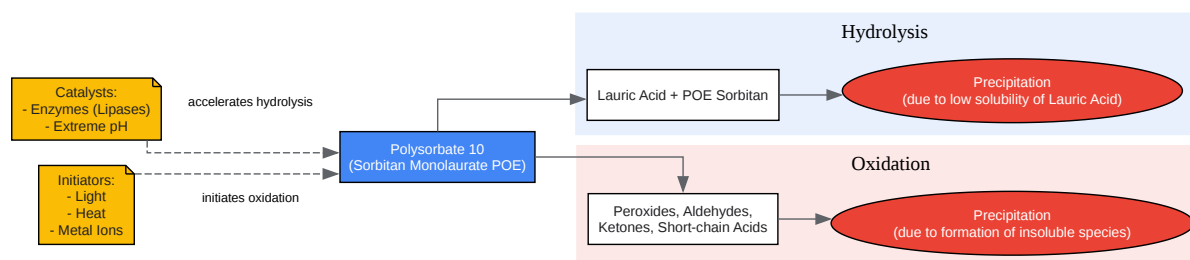 Hydrolysis
Catalysts:
- Enzymes (Lipases)
- Extreme pH
accelerates hydrolysis
Lauric Acid + POE Sorbitan
Precipitation
(due to low solubility of Lauric Acid)
Polysorbate 10
(Sorbitan Monolaurate POE)
Initiators:
- Light
- Heat
- Metal Ions
initiates oxidation
Oxidation
Peroxides, Aldehydes,
Ketones, Short-chain Acids
Precipitation
(due to formation of insoluble species)